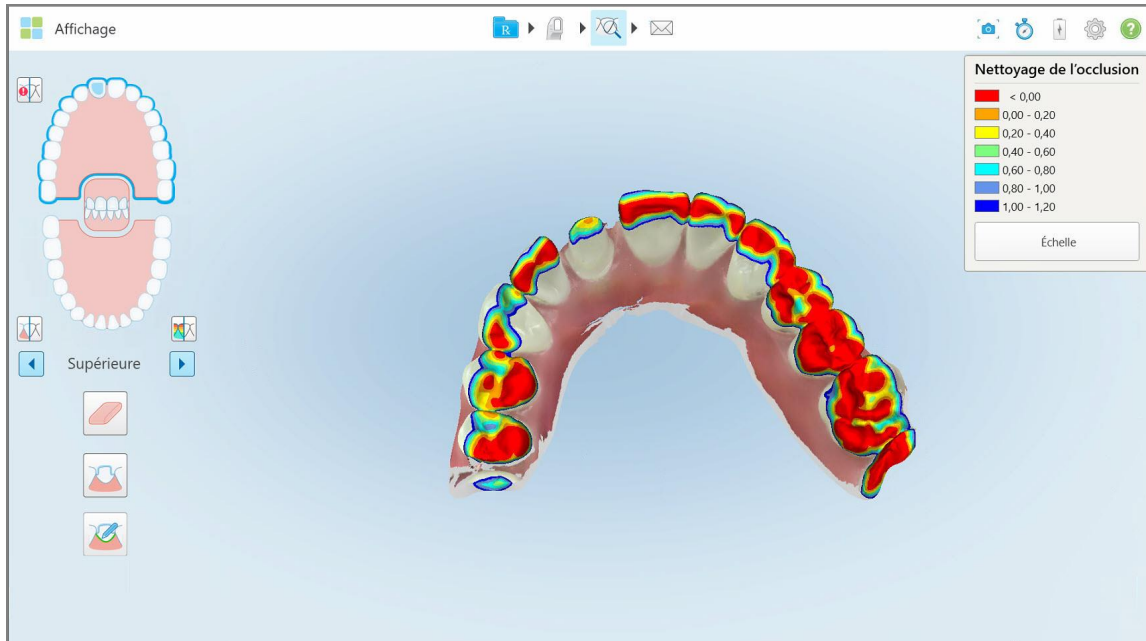 Affichage
R
?
Nettoyage de l'occlusion
< 0,00
0,00 - 0,20
0,20 - 0,40
0,40 - 0,60
0,60 - 0,80
0,80 - 1,00
1,00 - 1,20
Échelle
Supérieure